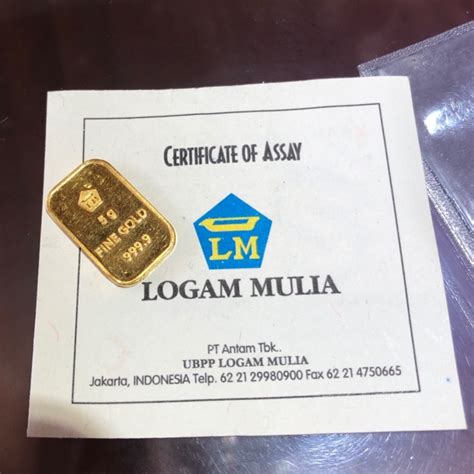 CERTIFICATE OF ASSAY
LM
LM
5 g
FINE GOLD
999.9
LOGAM MULIA
PT Antam Tbk..
UBPP LOGAM MULIA
Jakarta, INDONESIA Telp. 62 21 29980900 Fax 62 21 4750665